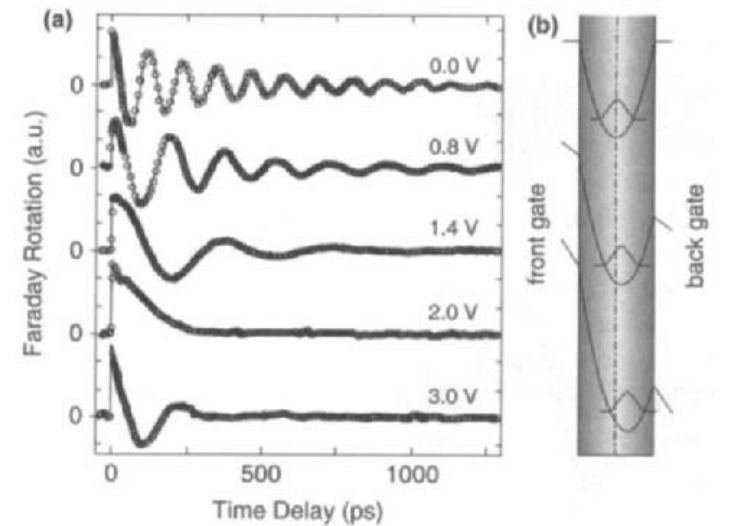 (a)
(b)
0.0 V
0
0.8 V
0
1.4 V
0
2.0 V
0
3.0 V
0
Faraday Rotation (a.u.)
front gate
back gate
0
500
1000
Time Delay (ps)